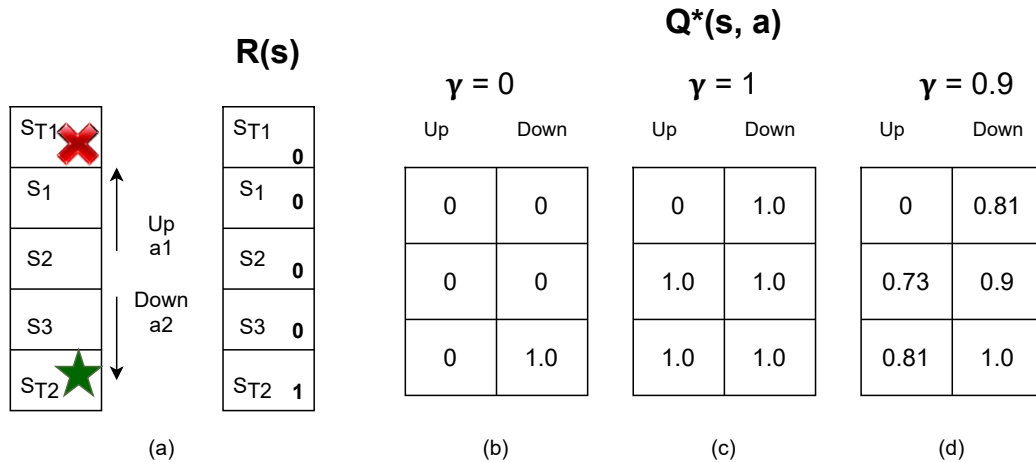 Q*(s, a)
R(s)
γ = 0
γ = 1
γ = 0.9
Up Down
Up Down
Up Down
ST1
S1
S2
S3
ST2
Up
a1
Down
a2
ST1 0
S1 0
S2 0
S3 0
ST2 1
0 0
0 0
0 1.0
0 1.0
1.0 1.0
1.0 1.0
0 0.81
0.73 0.9
0.81 1.0
(a)
(b)
(c)
(d)